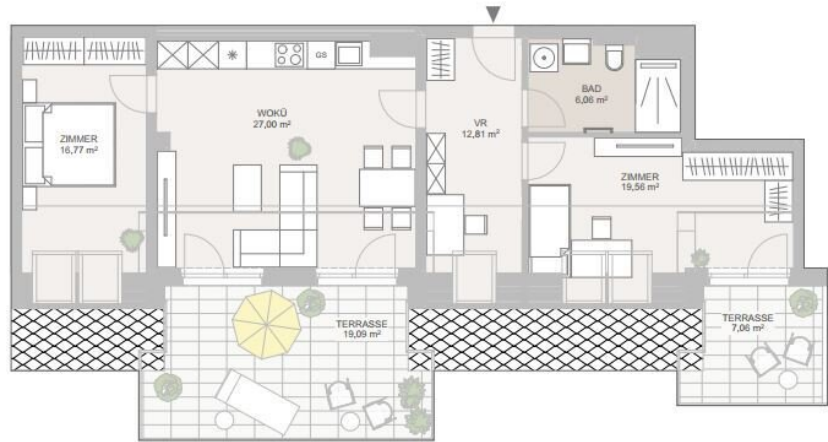 ZIMMER
16,77 m²
WOKÜ
27,00 m²
GS
VR
12,81 m²
BAD
6,06 m²
ZIMMER
19,56 m²
TERRASSE
19,09 m²
TERRASSE
7,06 m²